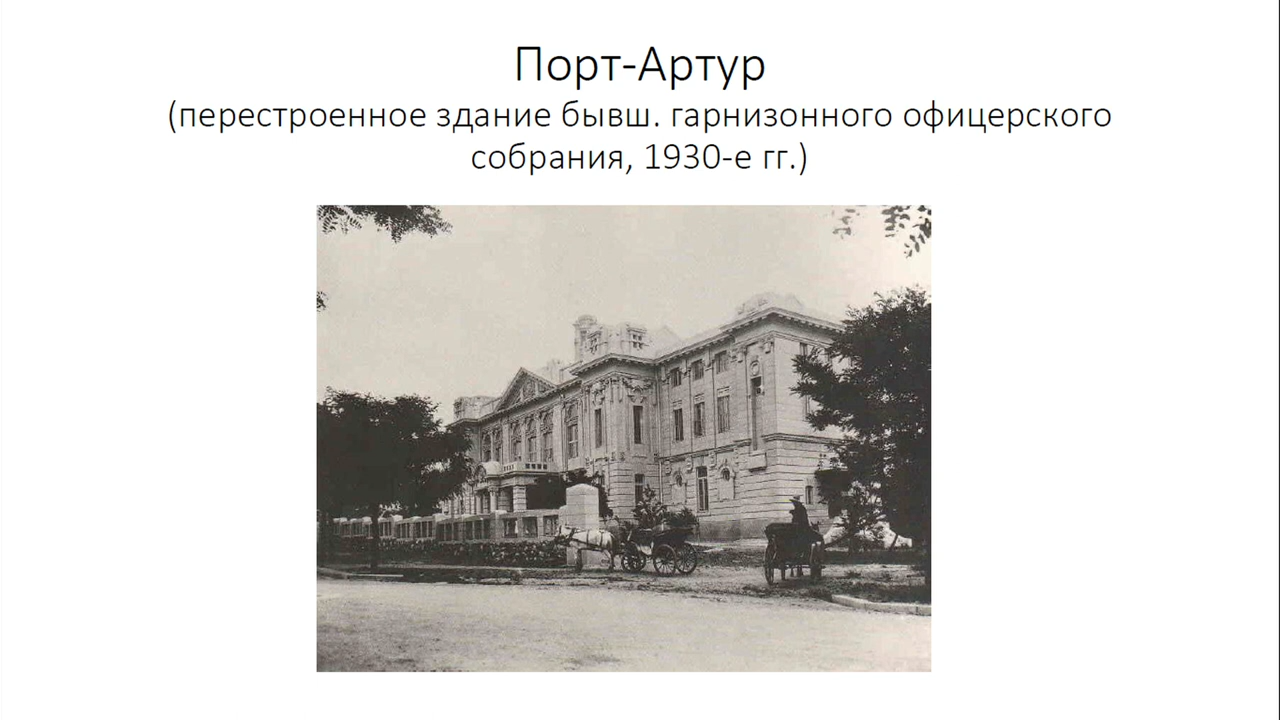 Порт-Артур
(перестроенное здание бывш. гарнизонного офицерского
собрания, 1930-е гг.)